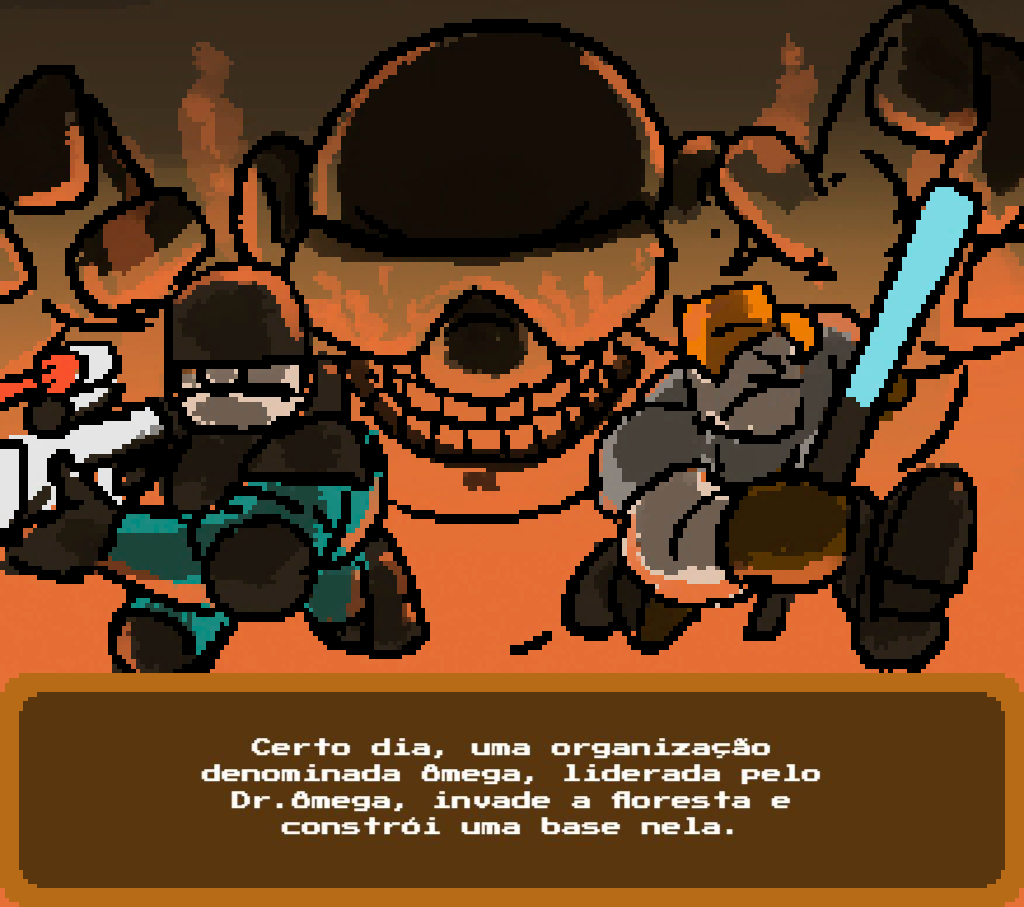 Certo dia, uma organização
denominada Ômega, liderada pelo
Dr.Ômega, invade a floresta e
constrói uma base nela.